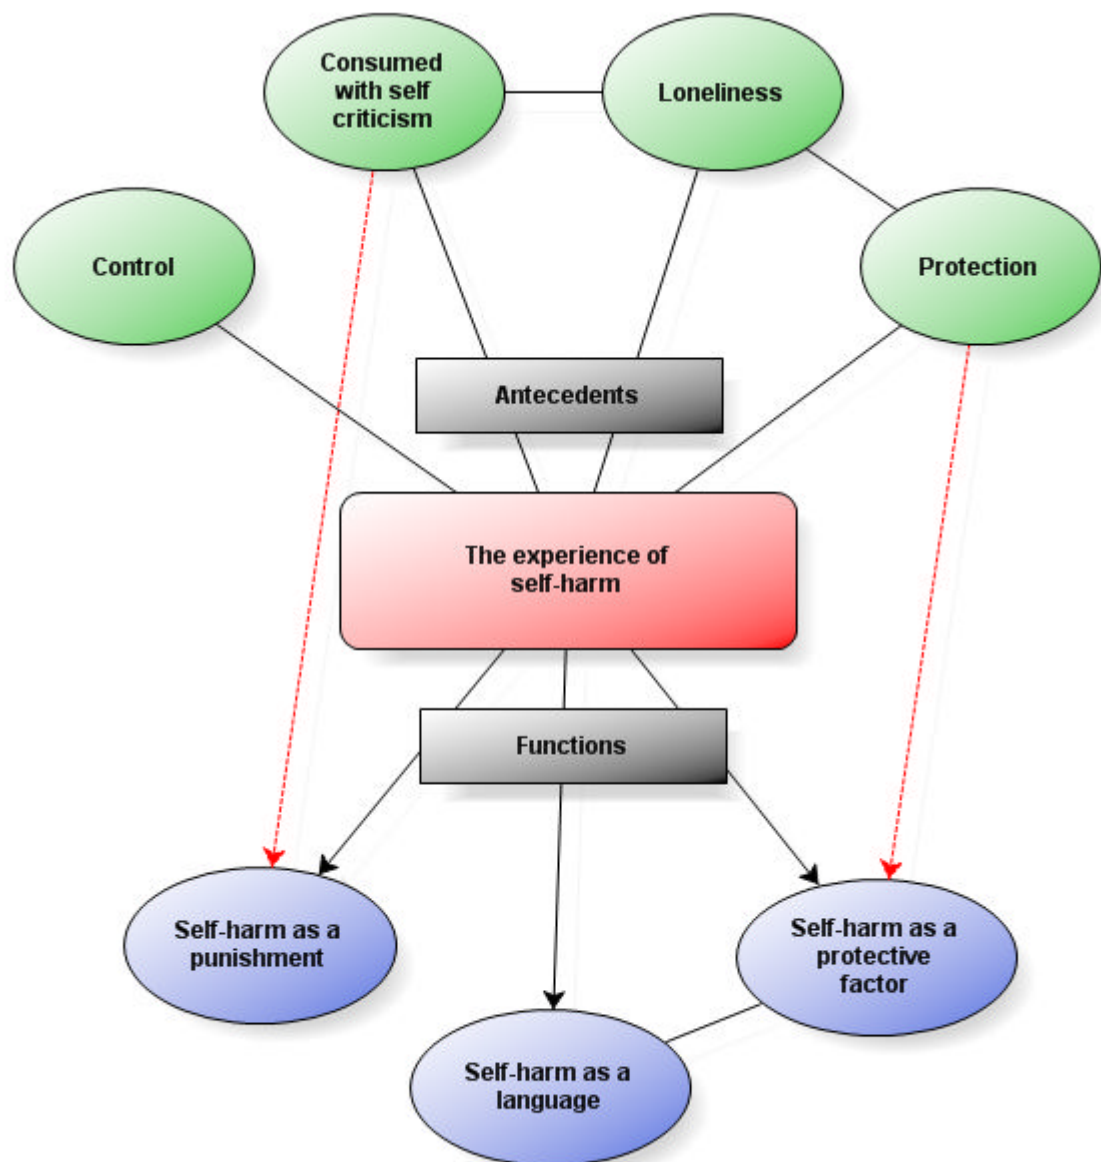 Consumed
with self
criticism
Loneliness
Control
Protection
Antecedents
The experience of
self-harm
Functions
Self-harm as a
punishment
Self-harm as a
protective
factor
Self-harm as a
language